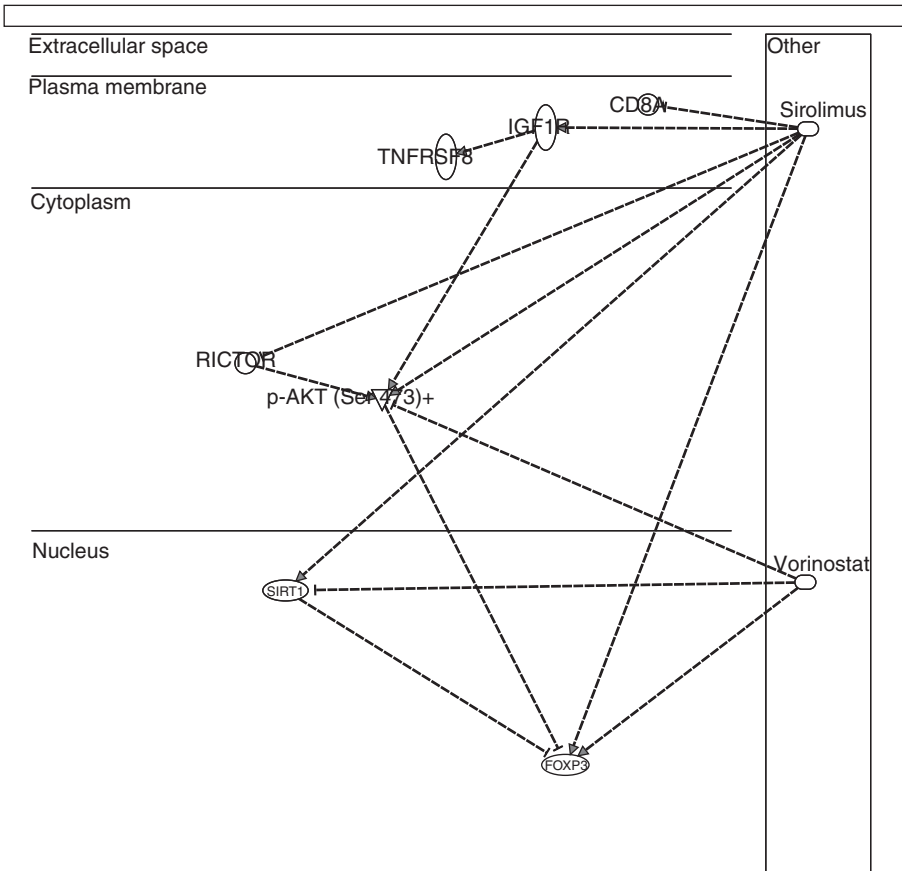 Extracellular space
Other
Plasma membrane
CD8A
Sirolimus
IGF1R
TNFRSF8
Cytoplasm
RICTOR
p-AKT (Ser473)+
Nucleus
Vorinostat
SIRT1
FOXP3